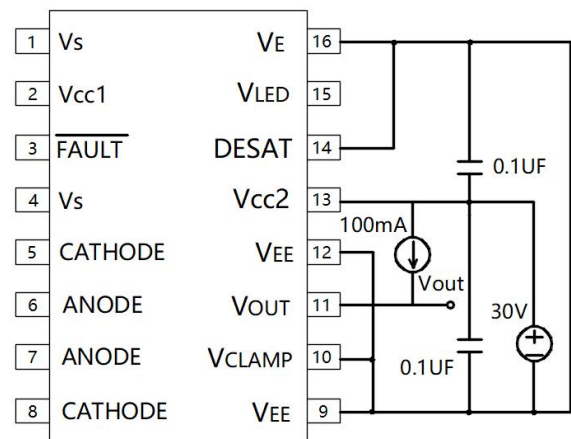 1 Vs VE 16
2 Vcc1 VLED 15
3 FAULT DESAT 14
0.1UF
4 Vs Vcc2 13
100mA
5 CATHODE VEE 12
Vout
6 ANODE VOUT 11
30V
7 ANODE VCLAMP 10
0.1UF
8 CATHODE VEE 9